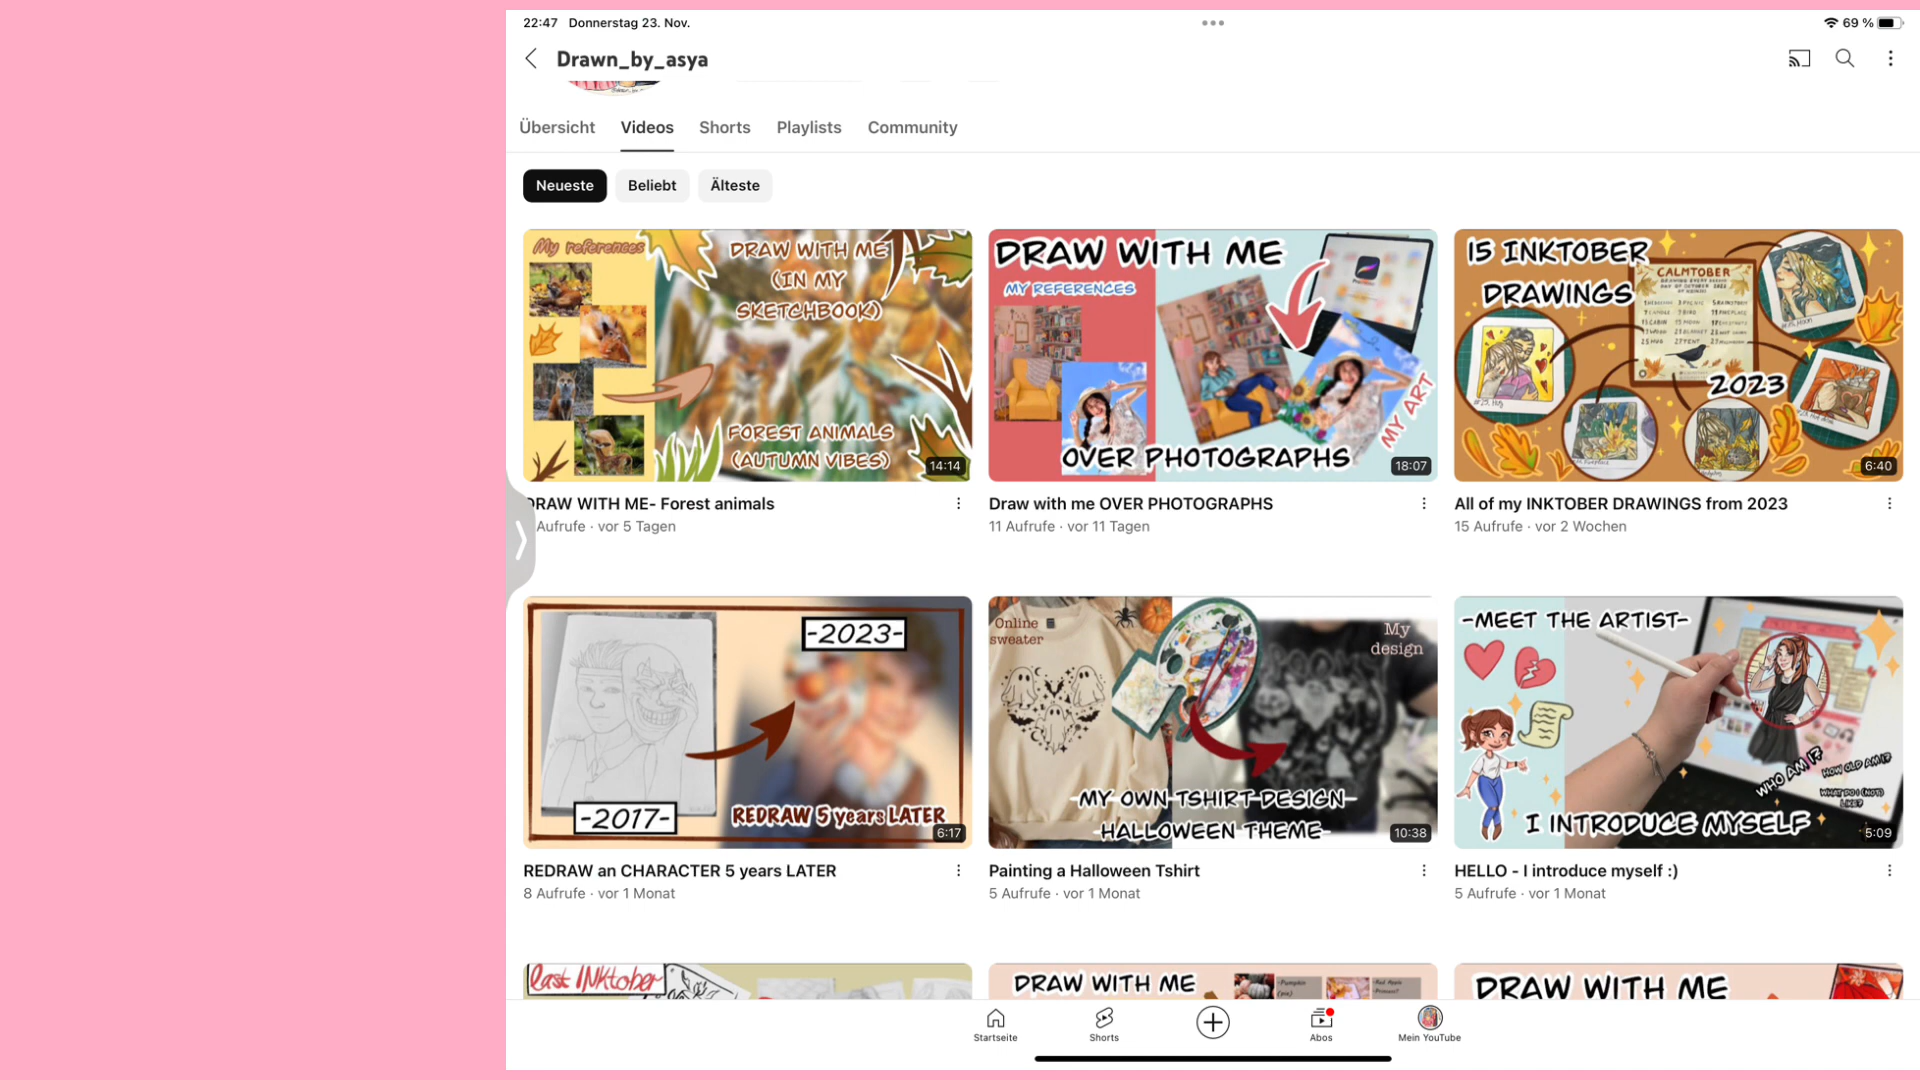 22:47 Donnerstag 23. Nov.
69 %
Drawn_by_asya
Übersicht Videos Shorts Playlists Community
Neueste Beliebt Älteste
My references
DRAW WITH ME
(IN MY
SKETCHBOOK)
FOREST ANIMALS
(AUTUMN VIBES)
14:14
DRAW WITH ME- Forest animals
Aufrufe · vor 5 Tagen
DRAW WITH ME
MY REFERENCES
MY ART
OVER PHOTOGRAPHS
18:07
Draw with me OVER PHOTOGRAPHS
11 Aufrufe · vor 11 Tagen
15 INKTOBER
DRAWINGS
CALMTOBER
2023
6:40
All of my INKTOBER DRAWINGS from 2023
15 Aufrufe · vor 2 Wochen
-2023-
-2017-
REDRAW 5 years LATER
6:17
REDRAW an CHARACTER 5 years LATER
8 Aufrufe · vor 1 Monat
Online
sweater
My
design
-MY OWN TSHIRT DESIGN-
-HALLOWEEN THEME-
10:38
Painting a Halloween Tshirt
5 Aufrufe · vor 1 Monat
-MEET THE ARTIST-
WHO AM I?
HOW OLD AM I?
WHAT DO I (NOT)
LIKE?
I INTRODUCE MYSELF
5:09
HELLO - I introduce myself :)
5 Aufrufe · vor 1 Monat
last INKtober
DRAW WITH ME
DRAW WITH ME
Startseite Shorts Abos Mein YouTube